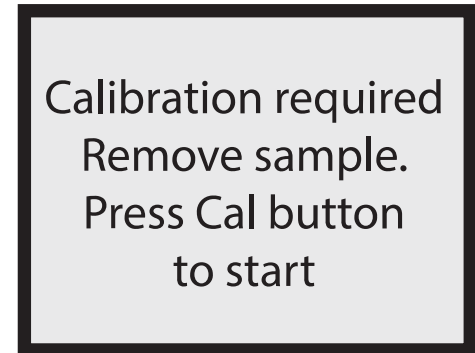 Calibration required
Remove sample.
Press Cal button
to start